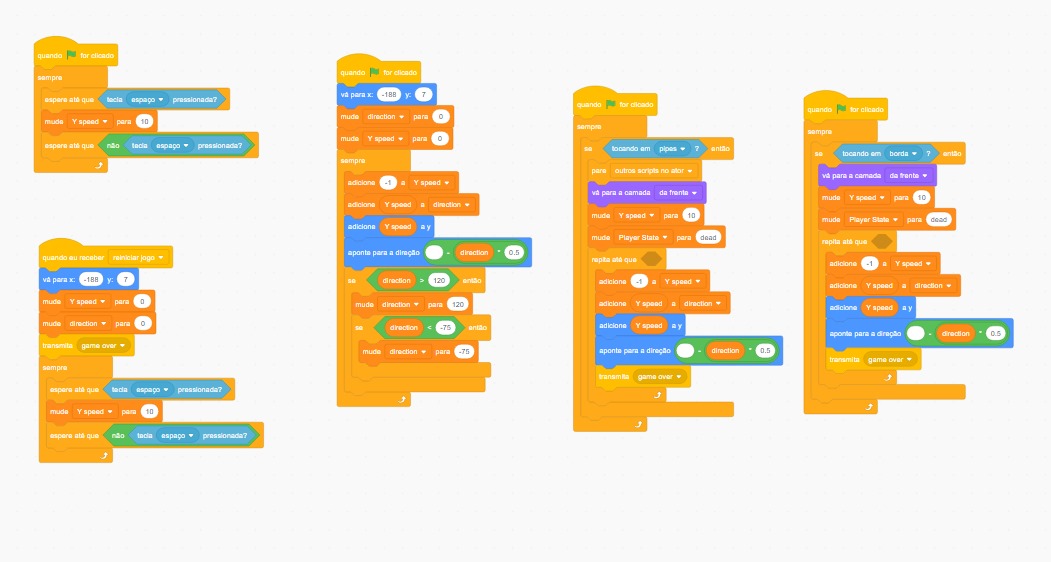 quando for clicado
sempre
espere até que tecla espaço pressionada?
mude Y speed para 10
espere até que não tecla espaço pressionada?
quando eu receber reiniciar jogo
vá para x: -188 y: 7
mude Y speed para 0
mude direction para 0
transmita game over
sempre
espere até que tecla espaço pressionada?
mude Y speed para 10
espere até que não tecla espaço pressionada?
quando for clicado
vá para x: -188 y: 7
mude direction para 0
mude Y speed para 0
sempre
adicione -1 a Y speed
adicione Y speed a direction
adicione Y speed a y
aponte para a direção - direction * 0.5
se direction > 120 então
mude direction para 120
se direction < -75 então
mude direction para -75
quando for clicado
sempre
se tocando em pipes ? então
pare outros scripts no ator
vá para a camada da frente
mude Y speed para 10
mude Player State para dead
repita até que
adicione -1 a Y speed
adicione Y speed a direction
adicione Y speed a y
aponte para a direção - direction * 0.5
transmita game over
quando for clicado
sempre
se tocando em borda ? então
vá para a camada da frente
mude Y speed para 10
mude Player State para dead
repita até que
adicione -1 a Y speed
adicione Y speed a direction
adicione Y speed a y
aponte para a direção - direction * 0.5
transmita game over